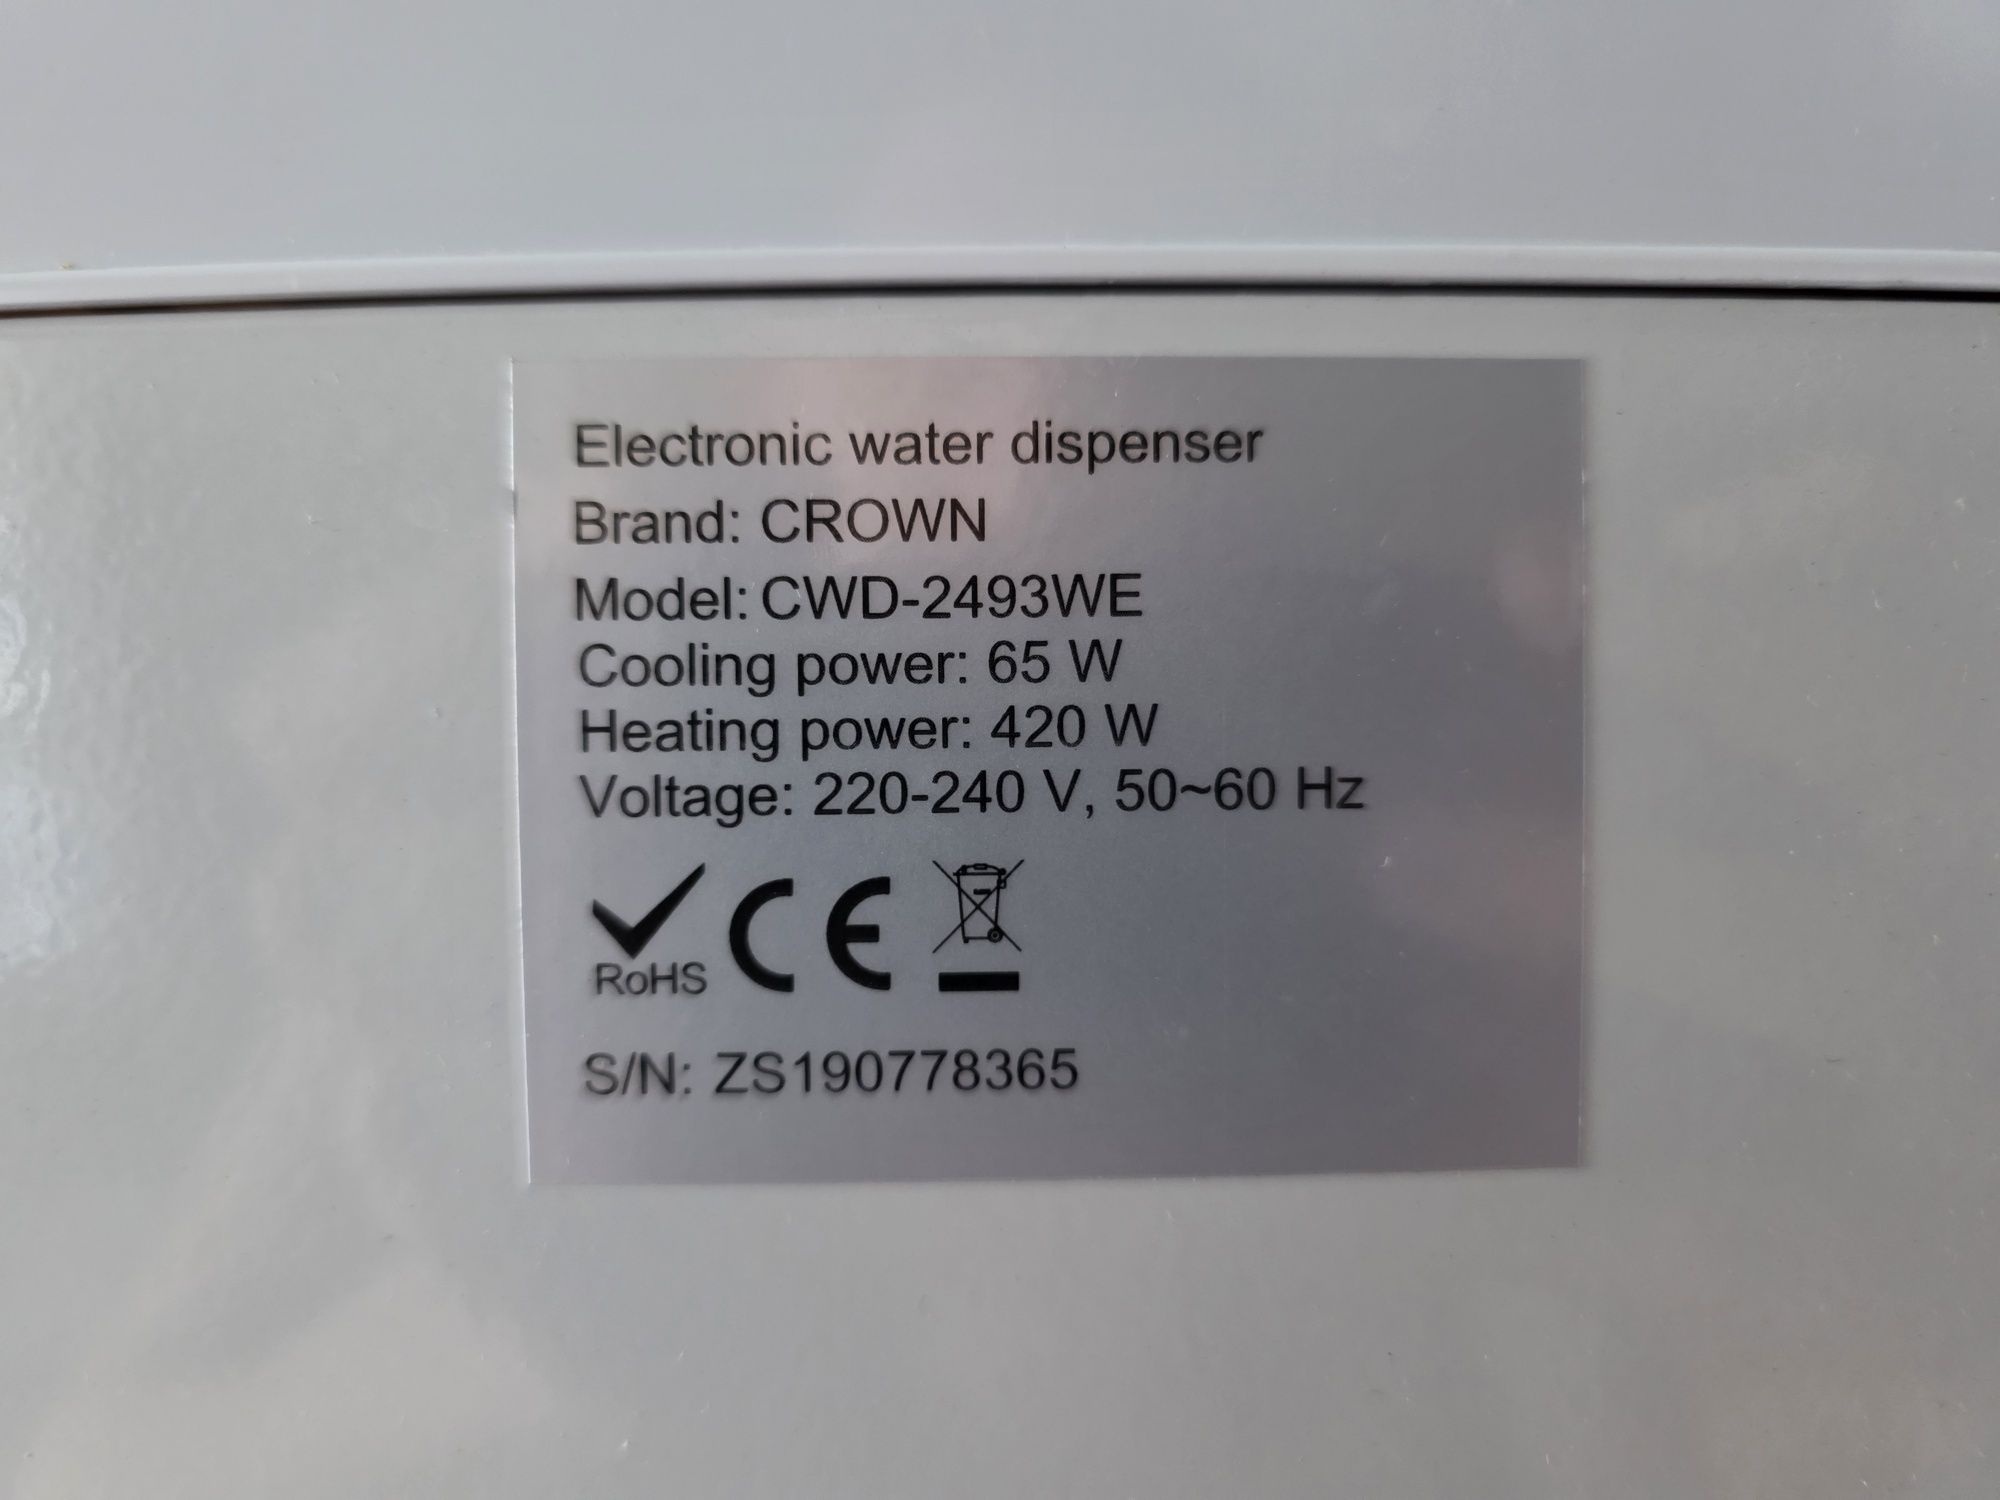 Electronic water dispenser
Brand: CROWN
Model: CWD-2493WE
Cooling power: 65 W
Heating power: 420 W
Voltage: 220-240 V, 50~60 Hz
RoHS CE
S/N: ZS190778365